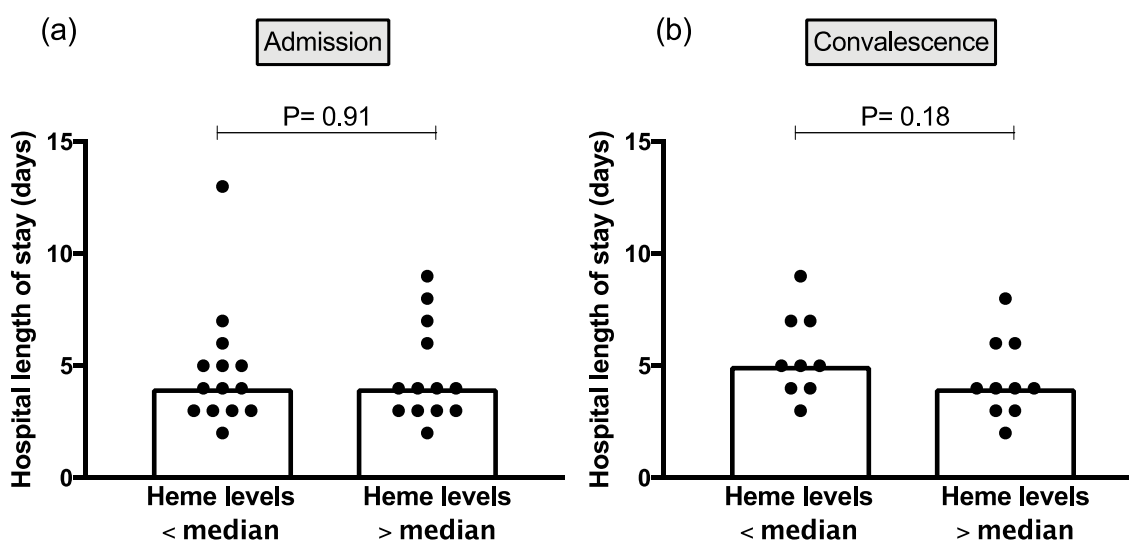 (a)
Admission
P= 0.91
Hospital length of stay (days)
15
10
5
0
Heme levels
< median
Heme levels
> median
(b)
Convalescence
P= 0.18
Hospital length of stay (days)
15
10
5
0
Heme levels
< median
Heme levels
> median